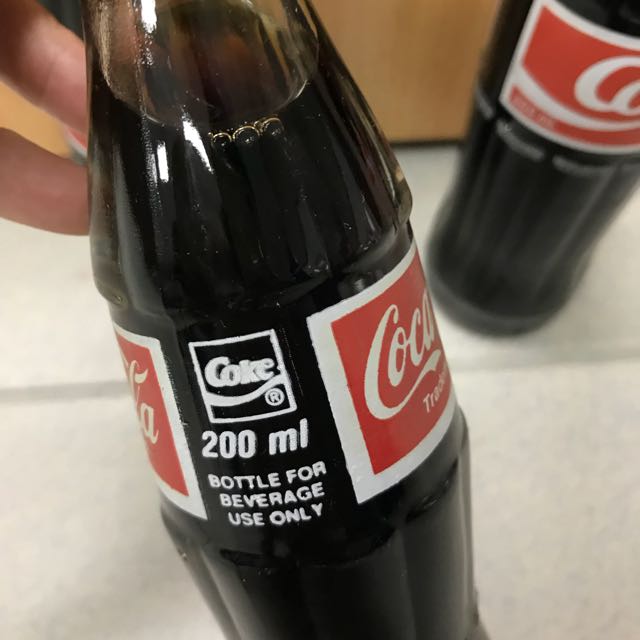 Coke
®
200 ml
BOTTLE FOR
BEVERAGE
USE ONLY
Coca